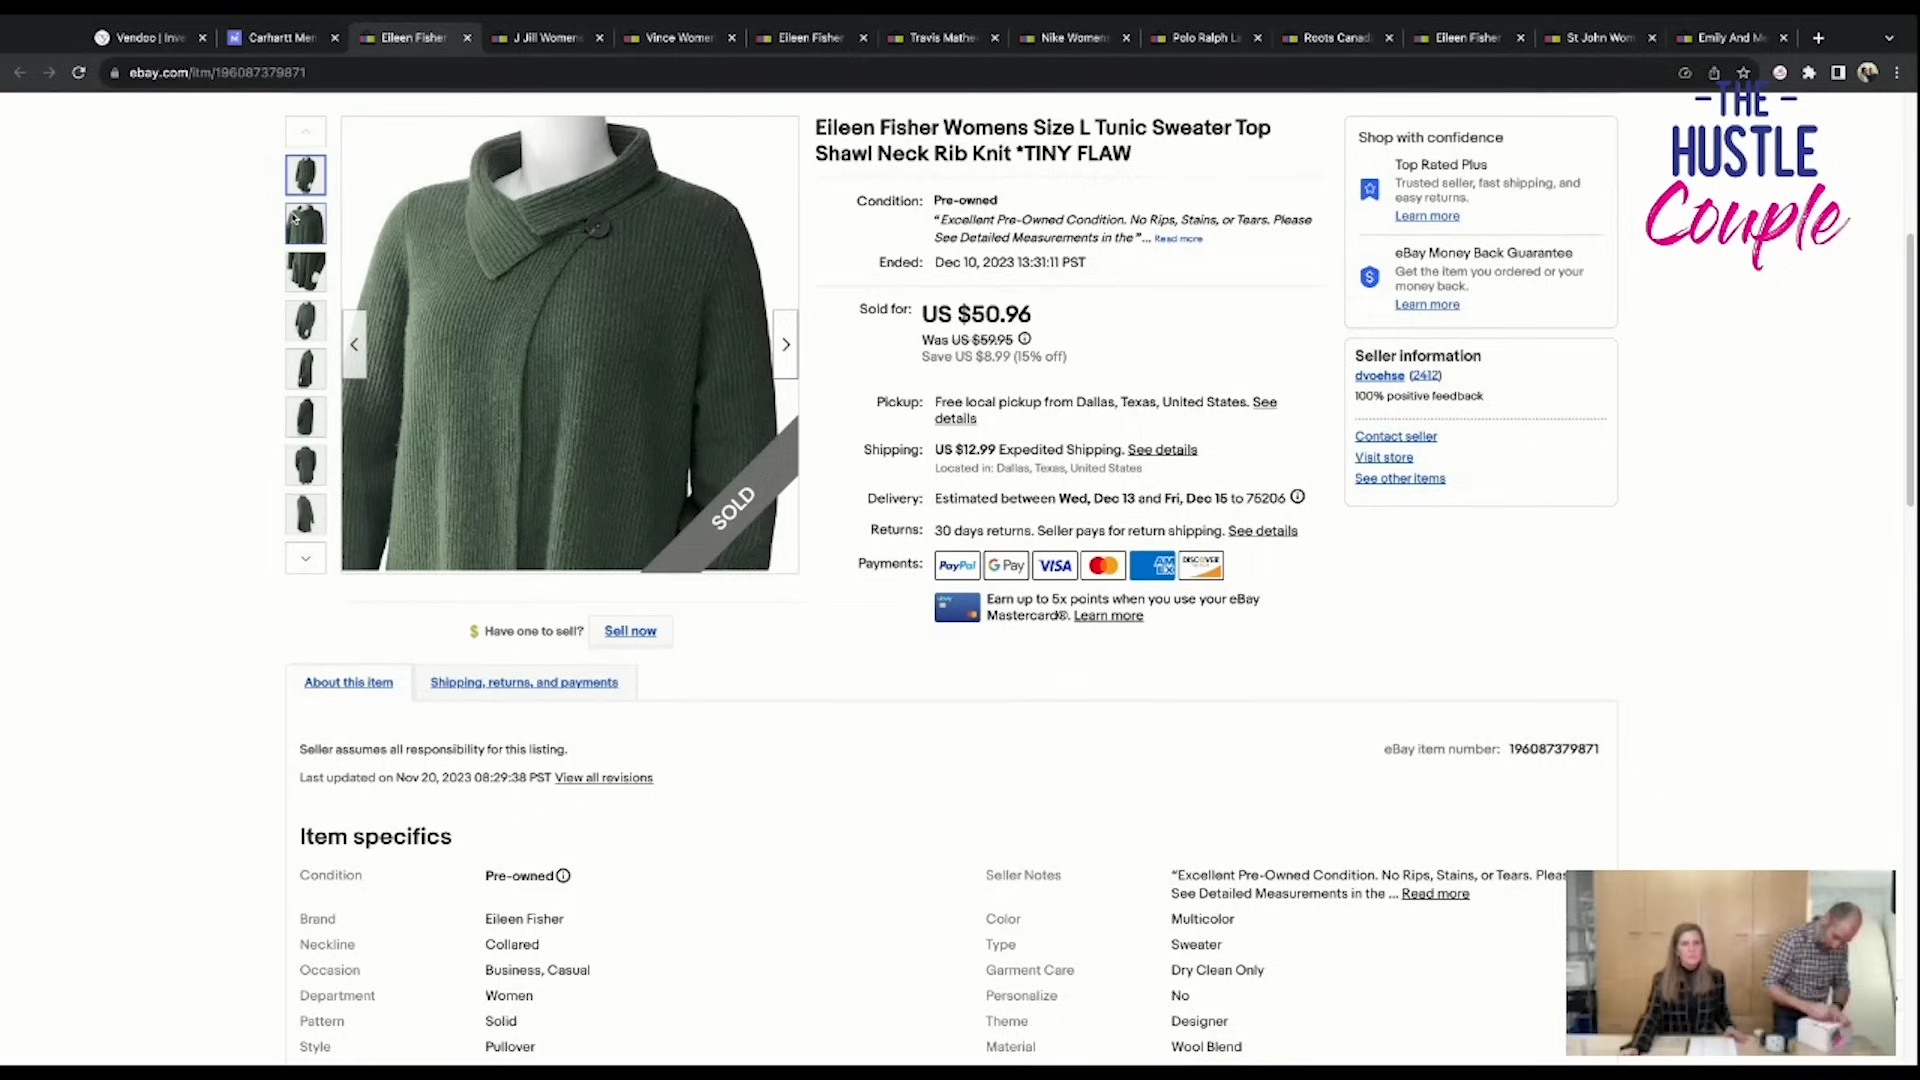 Vendoo | Inve
Carhartt Men
Eileen Fisher
J Jill Women
Vince Women
Eileen Fisher
Travis Mathe
Nike Women
Polo Ralph L
Roots Canad
Eileen Fisher
St John Wom
Emily And M
ebay.com/itm/196087379871
-THE-
HUSTLE
Couple
Eileen Fisher Womens Size L Tunic Sweater Top
Shawl Neck Rib Knit *TINY FLAW
Condition: Pre-owned
“Excellent Pre-Owned Condition. No Rips, Stains, or Tears. Please
See Detailed Measurements in the”... Read more
Ended: Dec 10, 2023 13:31:11 PST
Sold for: US $50.96
Was US $59.95
Save US $8.99 (15% off)
Pickup: Free local pickup from Dallas, Texas, United States. See
details
Shipping: US $12.99 Expedited Shipping. See details
Located in: Dallas, Texas, United States
Delivery: Estimated between Wed, Dec 13 and Fri, Dec 15 to 75206
Returns: 30 days returns. Seller pays for return shipping. See details
Payments: PayPal G Pay VISA AM EX DISCOVER
Earn up to 5x points when you use your eBay
Mastercard®. Learn more
Shop with confidence
Top Rated Plus
Trusted seller, fast shipping, and
easy returns.
Learn more
eBay Money Back Guarantee
Get the item you ordered or your
money back.
Learn more
Seller information
dvoehse (2412)
100% positive feedback
Contact seller
Visit store
See other items
SOLD
$ Have one to sell? Sell now
About this item
Shipping, returns, and payments
Seller assumes all responsibility for this listing.
eBay item number: 196087379871
Last updated on Nov 20, 2023 08:29:38 PST View all revisions
Item specifics
Condition Pre-owned
Seller Notes “Excellent Pre-Owned Condition. No Rips, Stains, or Tears. Pleas
See Detailed Measurements in the ... Read more
Brand Eileen Fisher
Color Multicolor
Neckline Collared
Type Sweater
Occasion Business, Casual
Garment Care Dry Clean Only
Department Women
Personalize No
Pattern Solid
Theme Designer
Style Pullover
Material Wool Blend